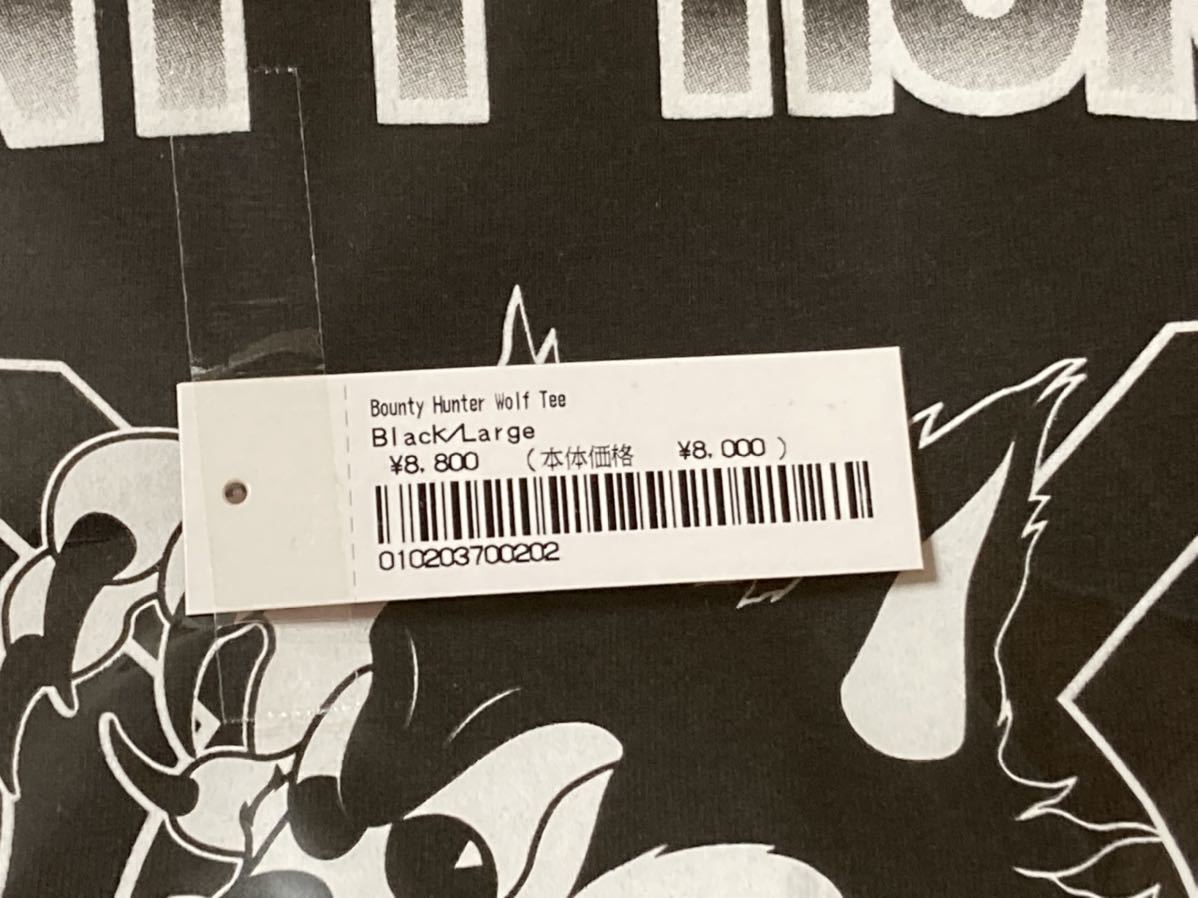 Bounty Hunter Wolf Tee
Black/Large
¥8,800 (本体価格 ¥8,000)
010203700202